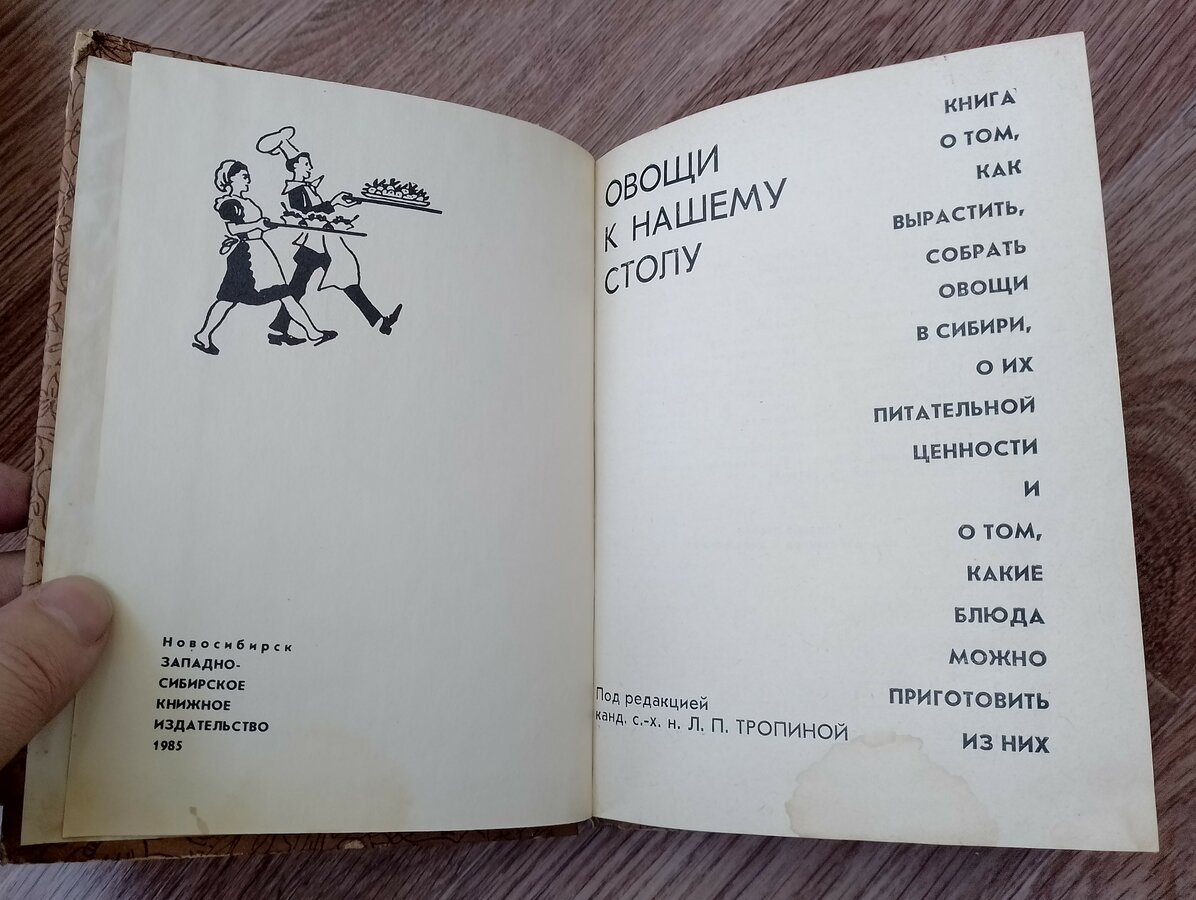 Новосибирск
ЗАПАДНО-
СИБИРСКОЕ
КНИЖНОЕ
ИЗДАТЕЛЬСТВО
1985
ОВОЩИ
К НАШЕМУ
СТОЛУ
КНИГА
О ТОМ,
КАК
ВЫРАСТИТЬ,
СОБРАТЬ
ОВОЩИ
В СИБИРИ,
О ИХ
ПИТАТЕЛЬНОЙ
ЦЕННОСТИ
И
О ТОМ,
КАКИЕ
БЛЮДА
МОЖНО
ПРИГОТОВИТЬ
ИЗ НИХ
Под редакцией
канд. с.-х. н. Л. П. ТРОПИНОЙ